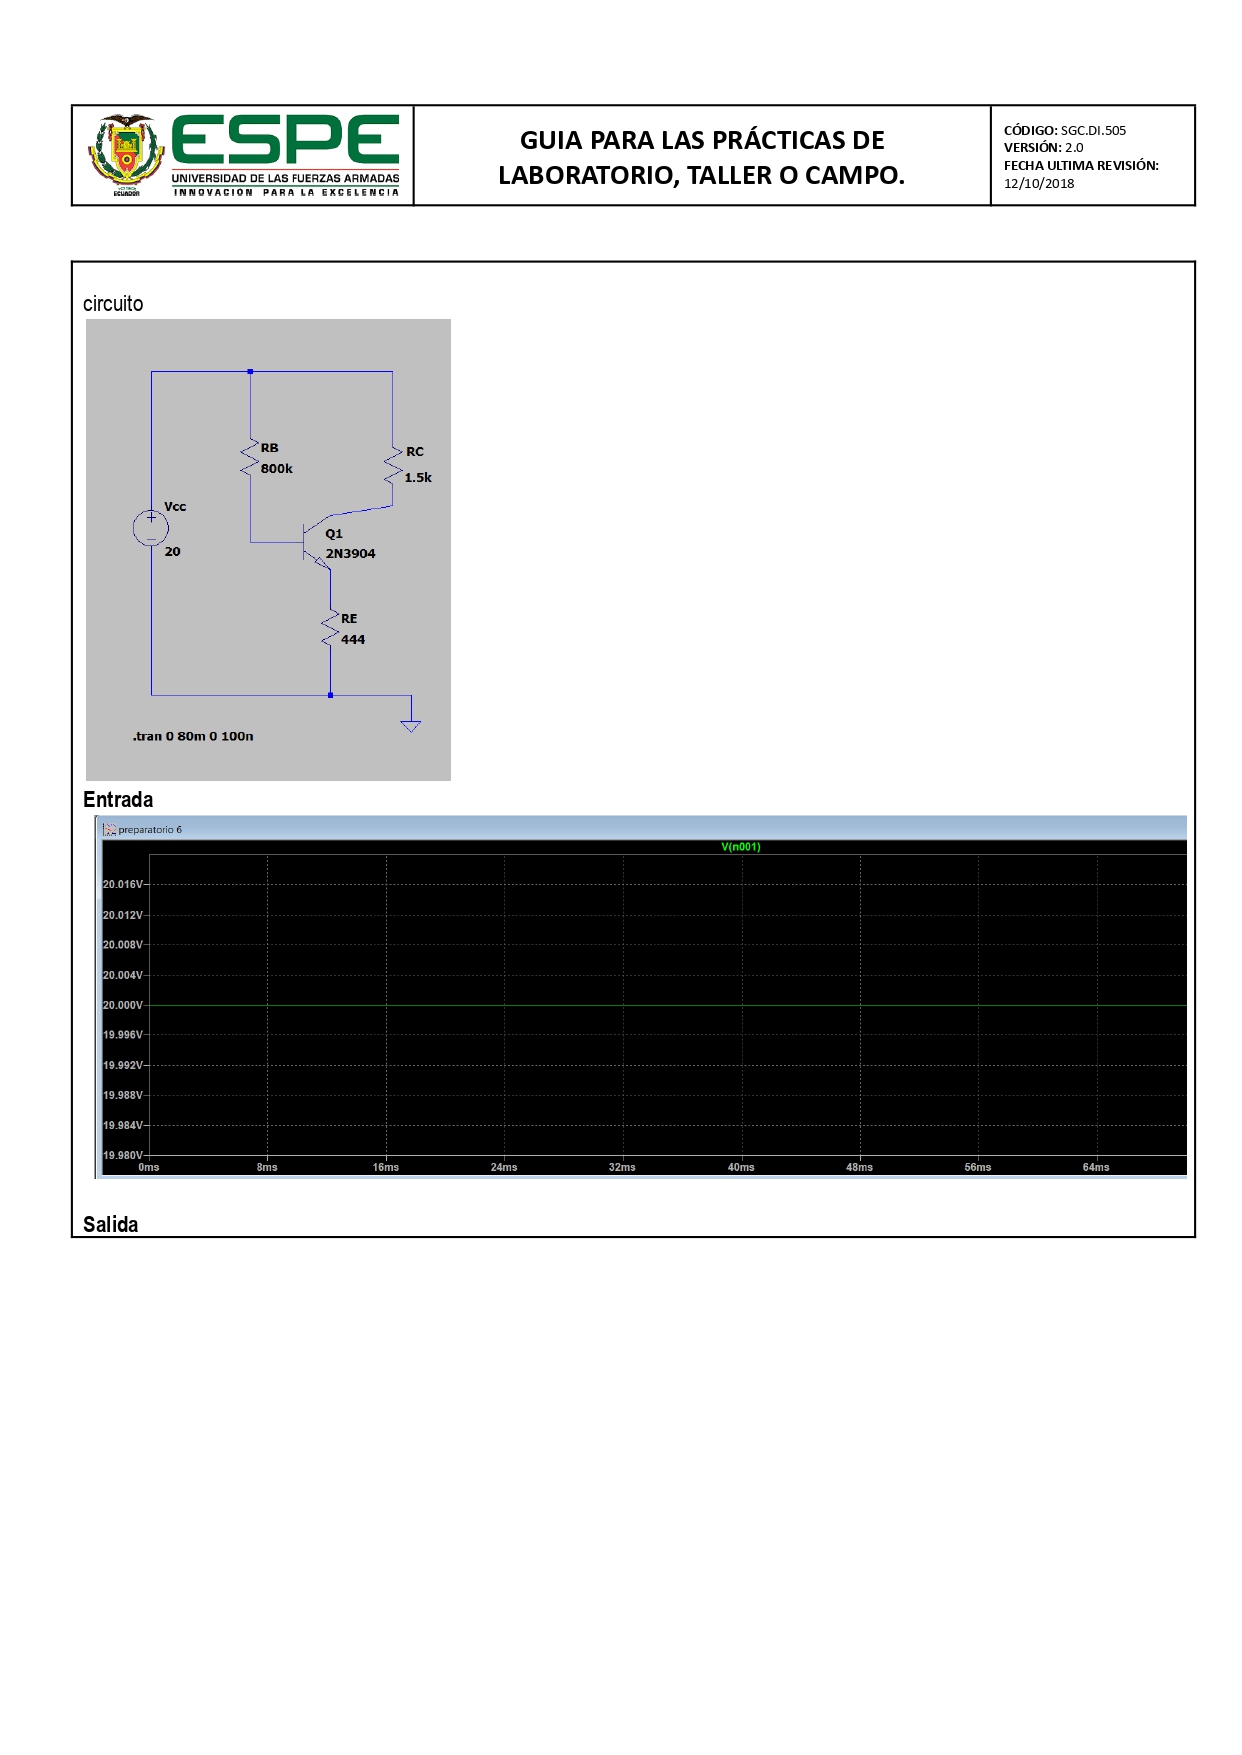 ESPE
UNIVERSIDAD DE LAS FUERZAS ARMADAS
INNOVACION PARA LA EXCELENCIA
ECUADOR
GUIA PARA LAS PRÁCTICAS DE
LABORATORIO, TALLER O CAMPO.
CÓDIGO: SGC.DI.505
VERSIÓN: 2.0
FECHA ULTIMA REVISIÓN:
12/10/2018
circuito
RB
800k
RC
1.5k
Vcc
20
Q1
2N3904
RE
444
.tran 0 80m 0 100n
Entrada
preparatorio 6
V(n001)
20.016V
20.012V
20.008V
20.004V
20.000V
19.996V
19.992V
19.988V
19.984V
19.980V
0ms 8ms 16ms 24ms 32ms 40ms 48ms 56ms 64ms
Salida